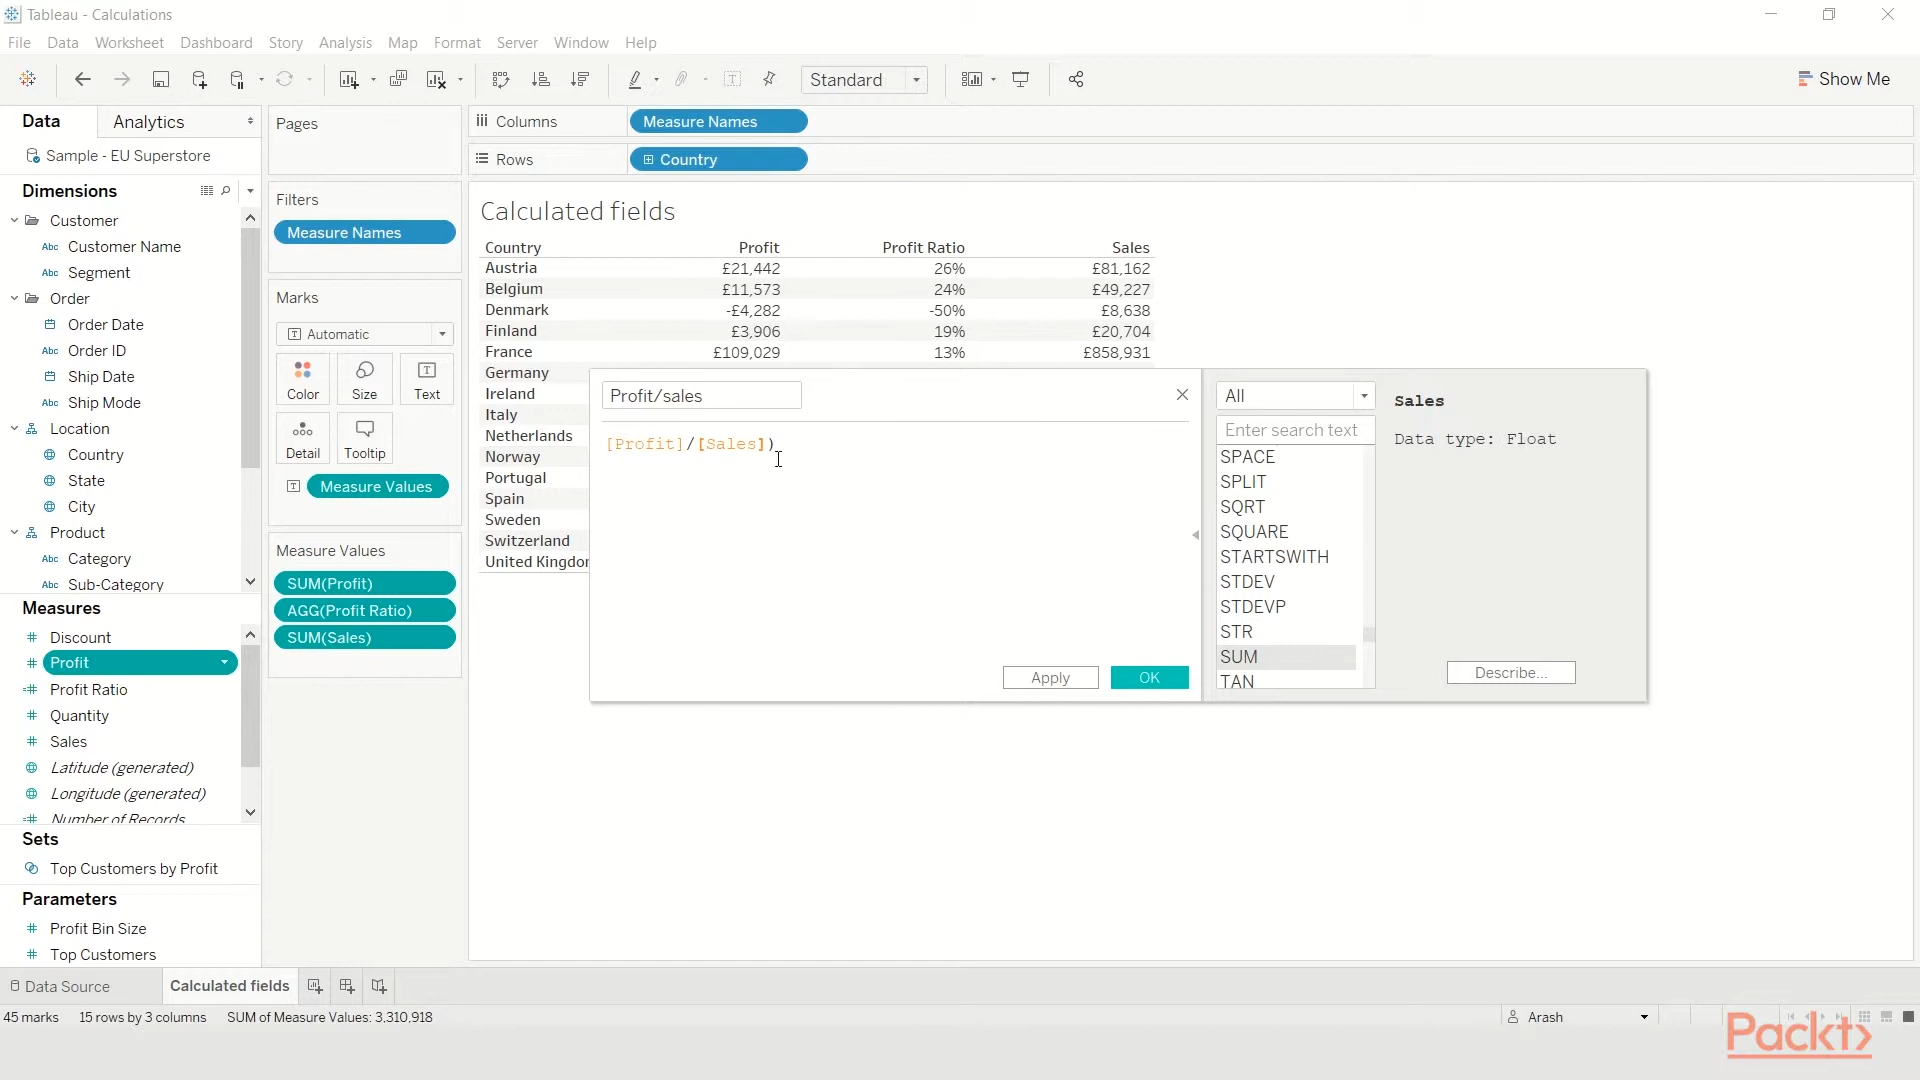 Tableau - Calculations
File Data Worksheet Dashboard Story Analysis Map Format Server Window Help
Standard
Show Me
Data Analytics
Sample - EU Superstore
Dimensions
Customer
Abc Customer Name
Abc Segment
Order
Order Date
Abc Order ID
Ship Date
Abc Ship Mode
Location
Country
State
City
Product
Abc Category
Abc Sub-Category
Measures
Discount
Profit
Profit Ratio
Quantity
Sales
Latitude (generated)
Longitude (generated)
Number of Records
Sets
Top Customers by Profit
Parameters
Profit Bin Size
Top Customers
Pages
Filters
Measure Names
Marks
Automatic
Color Size Text
Detail Tooltip
Measure Values
Measure Values
SUM(Profit)
AGG(Profit Ratio)
SUM(Sales)
Columns Measure Names
Rows Country
Calculated fields
Country Profit Profit Ratio Sales
Austria £21,442 26% £81,162
Belgium £11,573 24% £49,227
Denmark -£4,282 -50% £8,638
Finland £3,906 19% £20,704
France £109,029 13% £858,931
Germany
Ireland
Italy
Netherlands
Norway
Portugal
Spain
Sweden
Switzerland
United Kingdor
Profit/sales
[Profit]/[Sales])
Apply OK
All
Enter search text
SPACE
SPLIT
SQRT
SQUARE
STARTSWITH
STDEV
STDEVP
STR
SUM
TAN
Sales
Data type: Float
Describe...
Data Source Calculated fields
45 marks 15 rows by 3 columns SUM of Measure Values: 3,310,918
Arash
Packt>